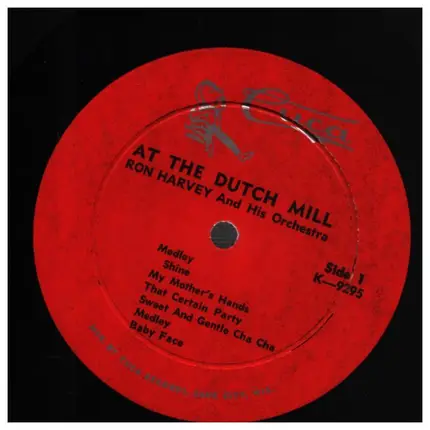 Cuca
AT THE DUTCH MILL
RON HARVEY And His Orchestra
Side 1
K—9295
Medley
Shine
My Mother's Hands
That Certain Party
Sweet And Gentle Cha Cha
Medley
Baby Face